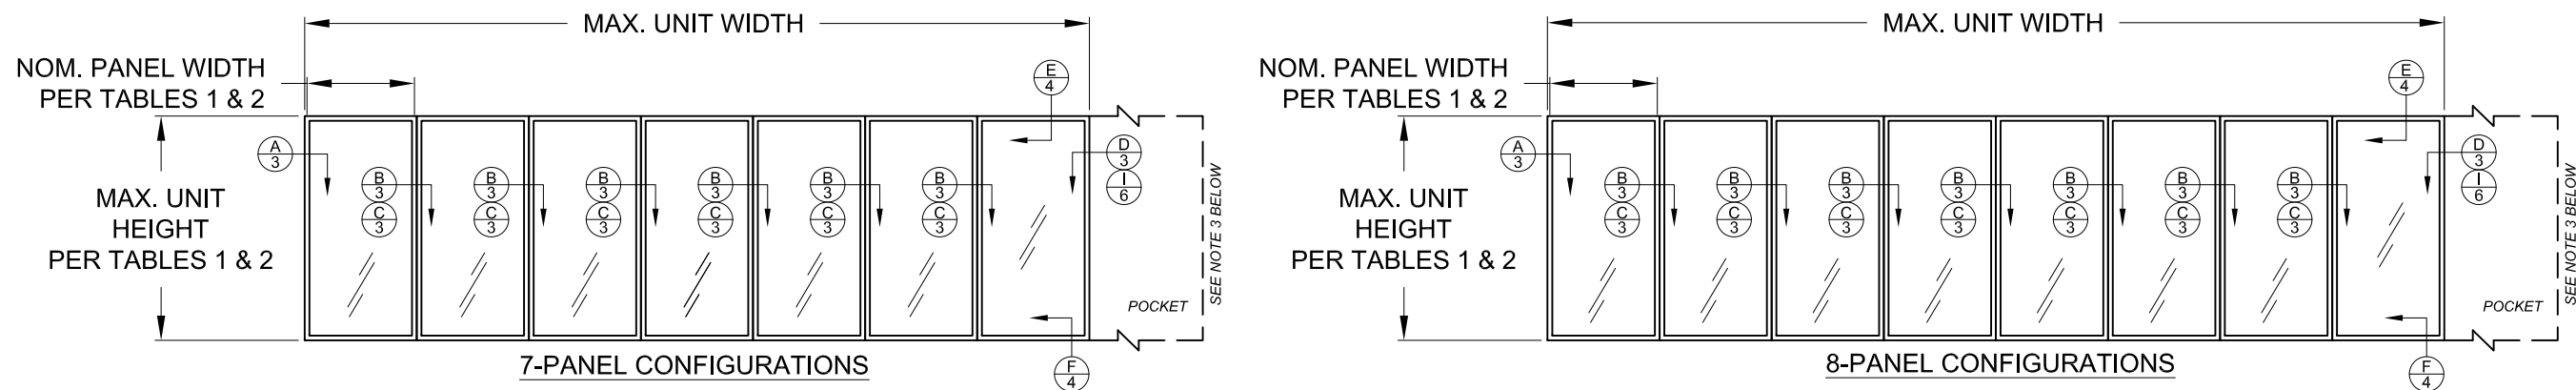 MAX. UNIT WIDTH
NOM. PANEL WIDTH
PER TABLES 1 & 2
E
4
A
3
D
3
I
6
B
3
C
3
B
3
C
3
B
3
C
3
B
3
C
3
B
3
C
3
B
3
C
3
MAX. UNIT
HEIGHT
PER TABLES 1 & 2
SEE NOTE 3 BELOW
POCKET
7-PANEL CONFIGURATIONS
F
4
MAX. UNIT WIDTH
NOM. PANEL WIDTH
PER TABLES 1 & 2
E
4
A
3
D
3
I
6
B
3
C
3
B
3
C
3
B
3
C
3
B
3
C
3
B
3
C
3
B
3
C
3
B
3
C
3
MAX. UNIT
HEIGHT
PER TABLES 1 & 2
SEE NOTE 3 BELOW
POCKET
8-PANEL CONFIGURATIONS
F
4